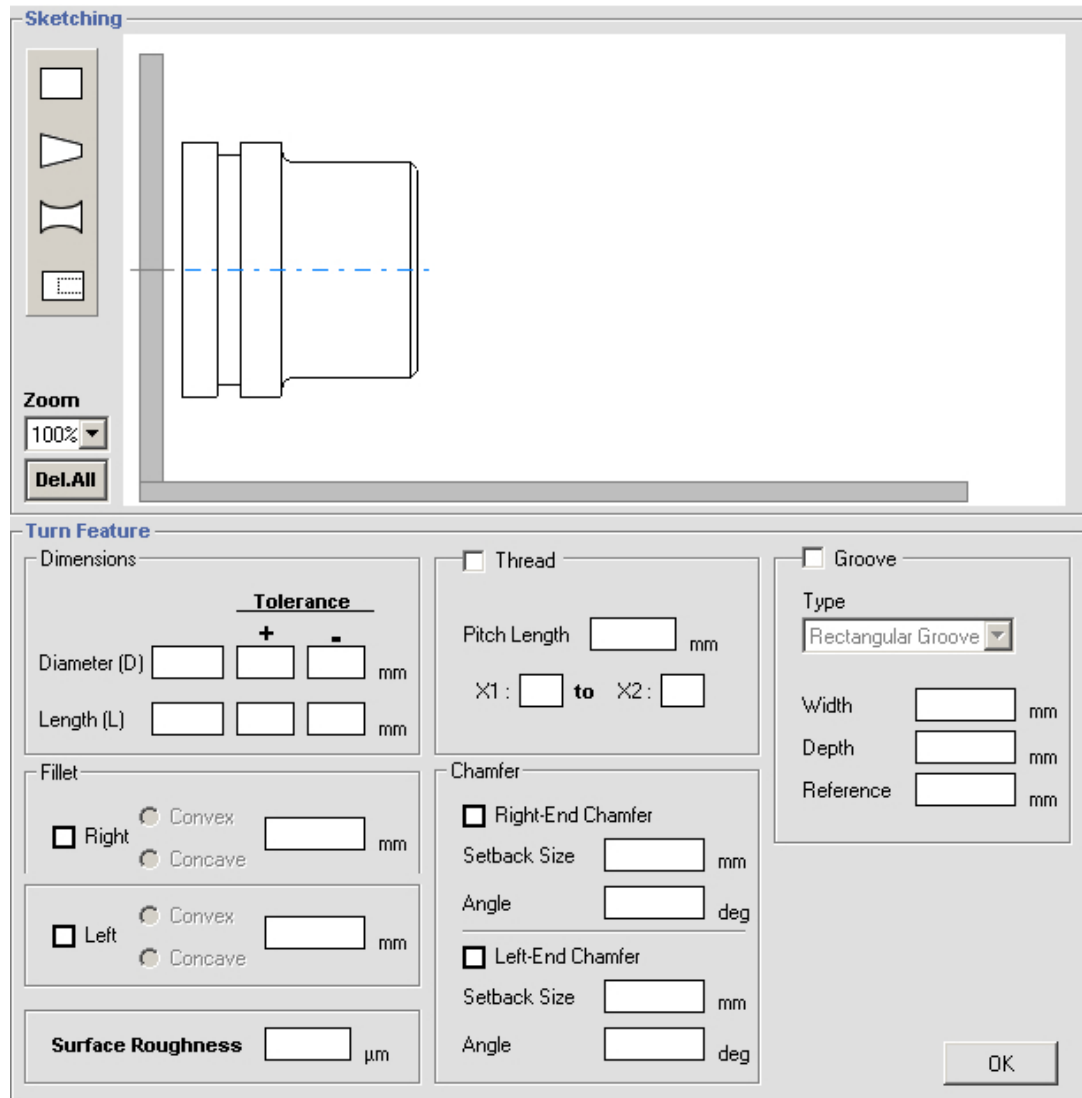 Sketching
Zoom
100%
Del.All
Turn Feature
Dimensions
Tolerance
+ -
Diameter (D) mm
Length (L) mm
Thread
Pitch Length mm
X1 : to X2 :
Groove
Type
Rectangular Groove
Width mm
Depth mm
Reference mm
Fillet
Right Convex
Concave mm
Left Convex
Concave mm
Surface Roughness µm
Chamfer
Right-End Chamfer
Setback Size mm
Angle deg
Left-End Chamfer
Setback Size mm
Angle deg
OK